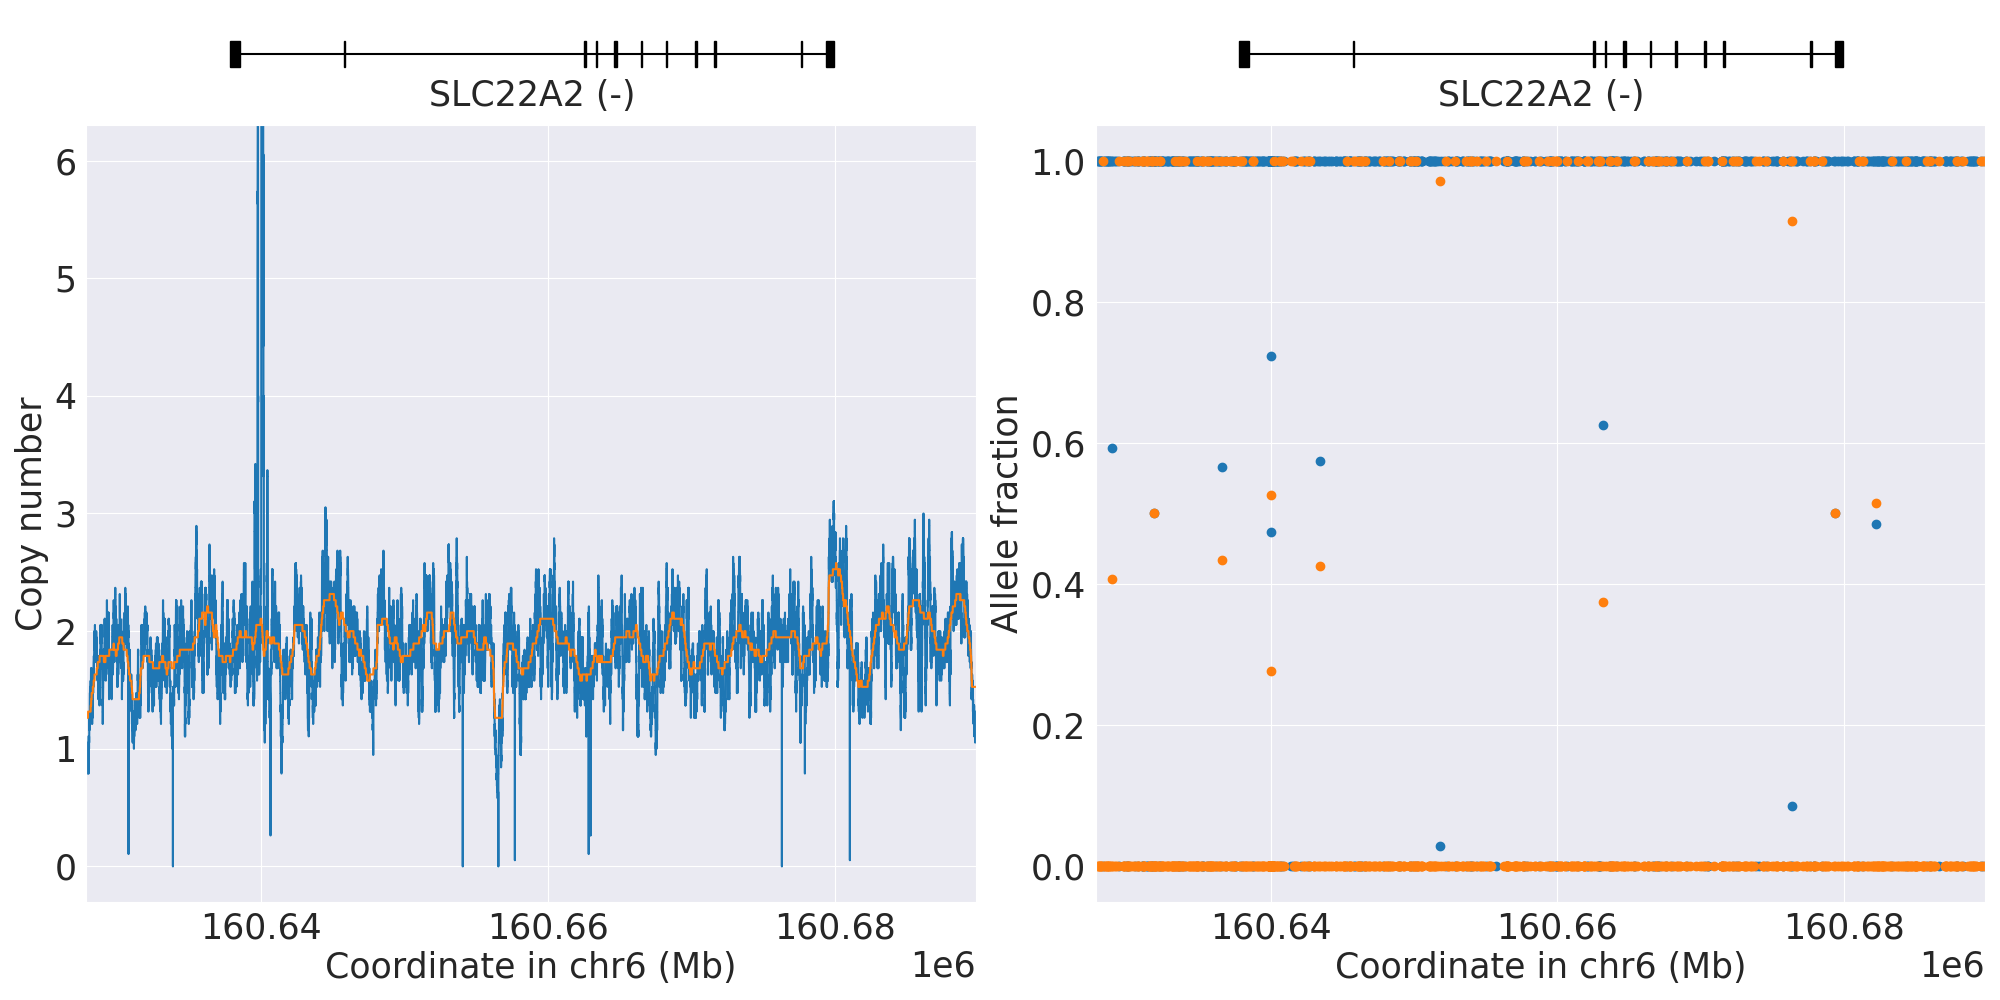 SLC22A2 (-)
6
5
4
3
2
1
0
Copy number
160.64
160.66
160.68
Coordinate in chr6 (Mb)
1e6
SLC22A2 (-)
1.0
0.8
0.6
0.4
0.2
0.0
Allele fraction
160.64
160.66
160.68
Coordinate in chr6 (Mb)
1e6